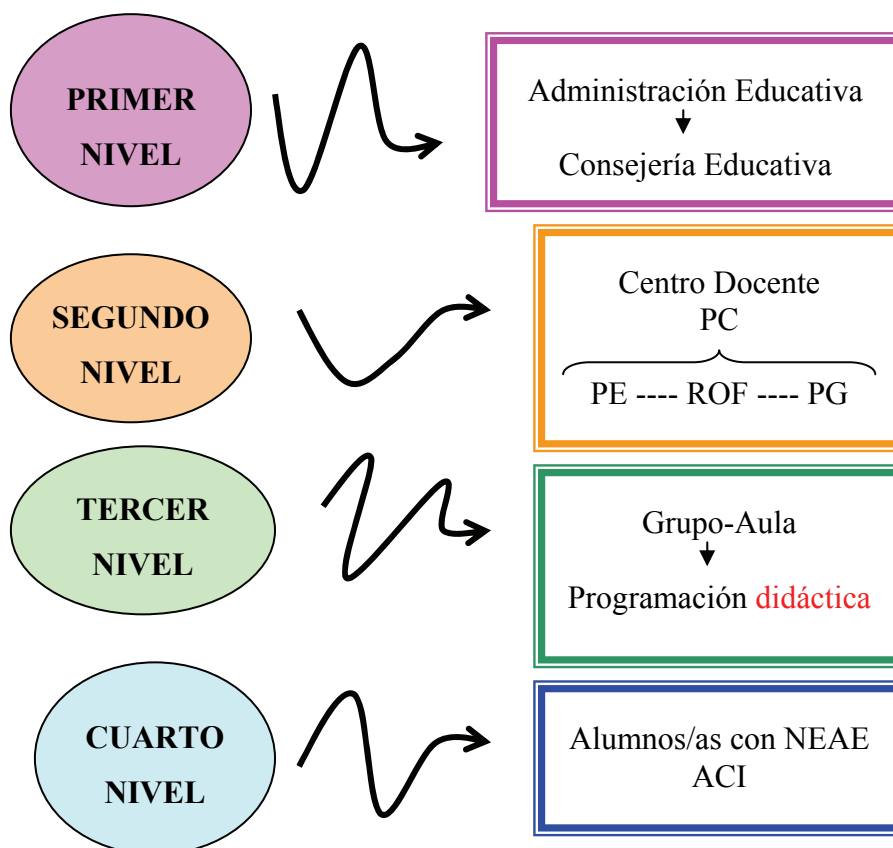 PRIMER
NIVEL
Administración Educativa
Consejería Educativa
SEGUNDO
NIVEL
Centro Docente
PC
PE ---- ROF ---- PG
TERCER
NIVEL
Grupo-Aula
Programación didáctica
CUARTO
NIVEL
Alumnos/as con NEAE
ACI